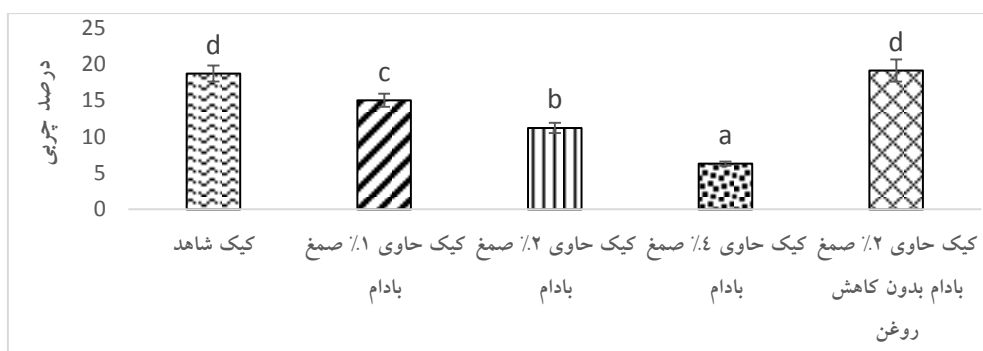 25
20
15
10
5
0
درصد چربی
d
c
b
a
d
کیک شاهد
کیک حاوی ۱٪ صمغ
بادام
کیک حاوی ۲٪ صمغ
بادام
کیک حاوی ٤٪ صمغ
بادام
کیک حاوی ۲٪ صمغ
بادام بدون کاهش
روغن